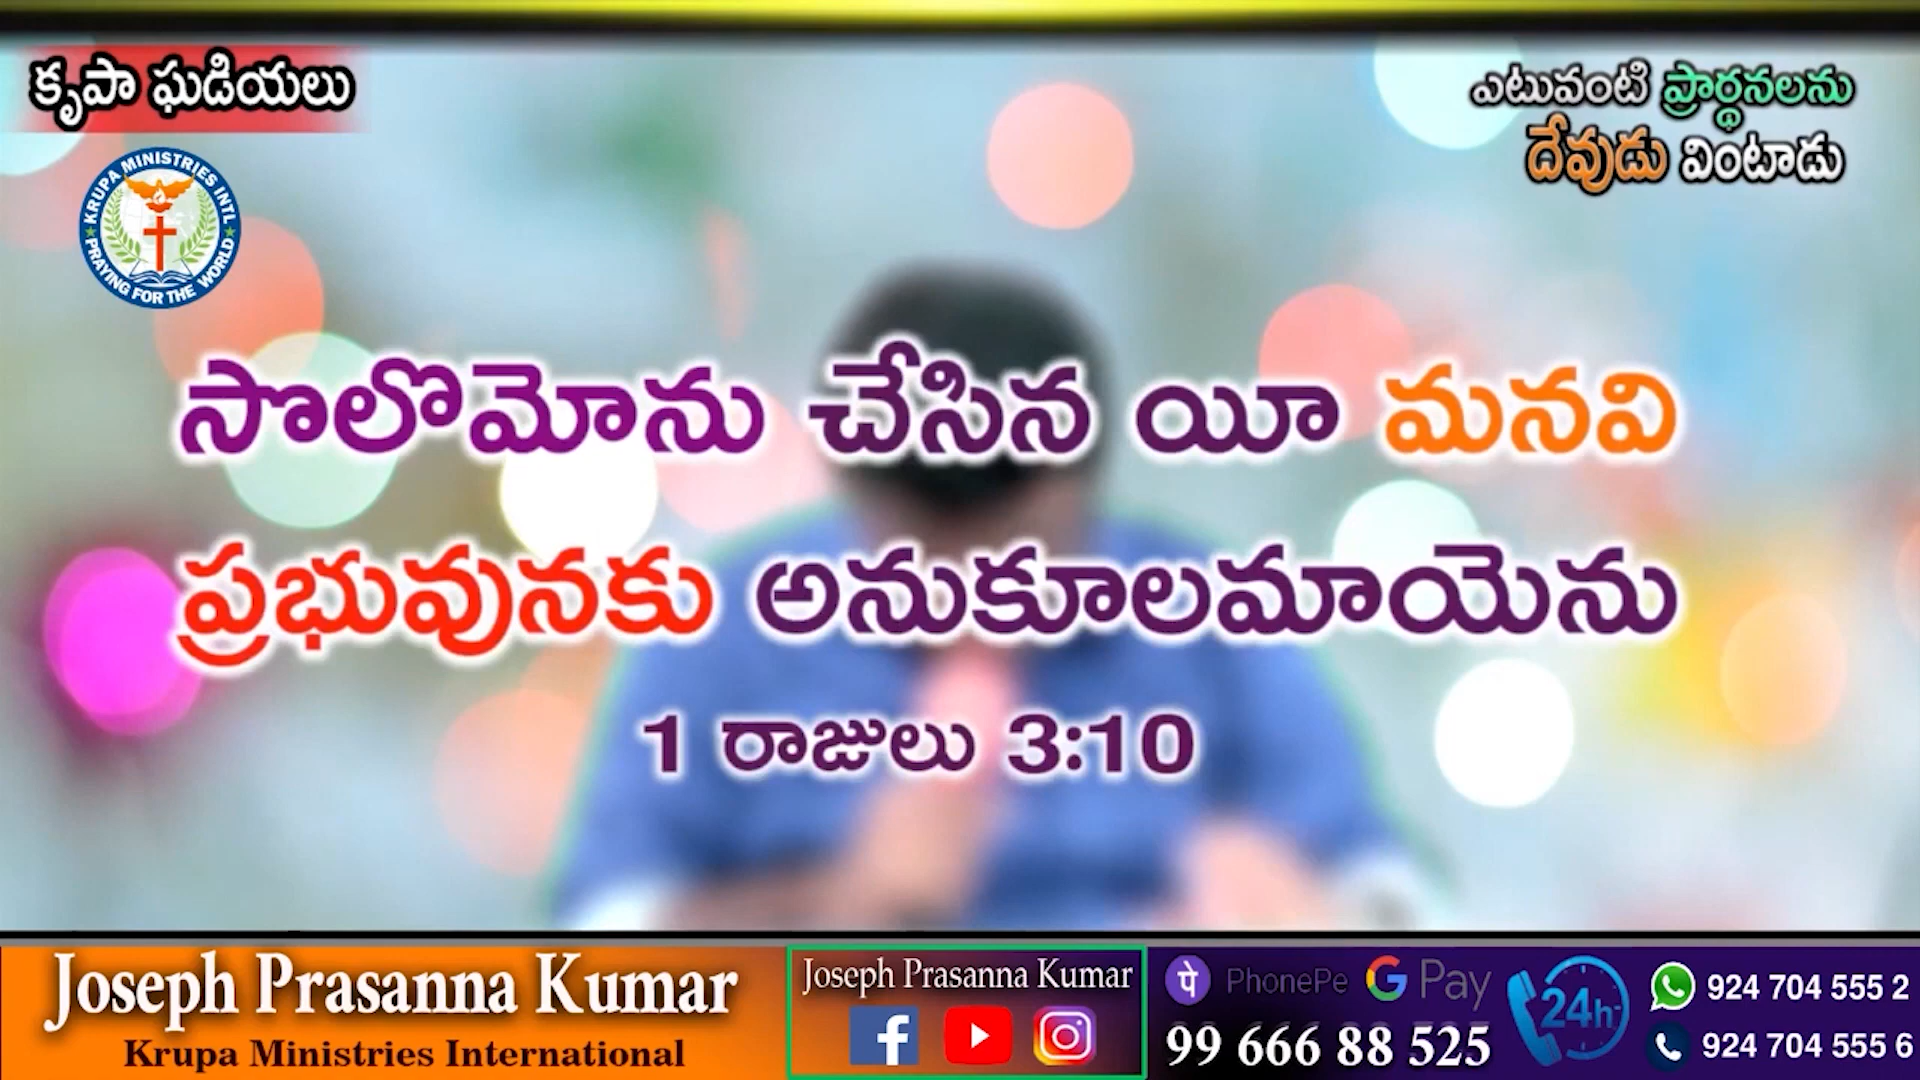 కృపా ఘడియలు
ఎటువంటి ప్రార్థనలను
దేవుడు వింటాడు
KRUPA MINISTRIES INTL
PRAYING FOR THE WORLD
సొలొమోను చేసిన యీ మనవి
ప్రభువునకు అనుకూలమాయెను
1 రాజులు 3:10
Joseph Prasanna Kumar
Krupa Ministries International
Joseph Prasanna Kumar
PhonePe G Pay
99 666 88 525
24h
924 704 555 2
924 704 555 6